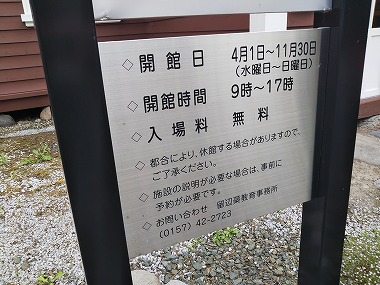 ◇開館日 4月1日～11月30日
(水曜日～日曜日)
◇開館時間 9時～17時
◇入場料 無料
◇都合により、休館する場合がありますので、
ご了承ください。
◇施設の説明が必要な場合は、事前に
予約が必要です。
◇お問い合わせ 留辺蘂教育事務所
(0157) 42-2723